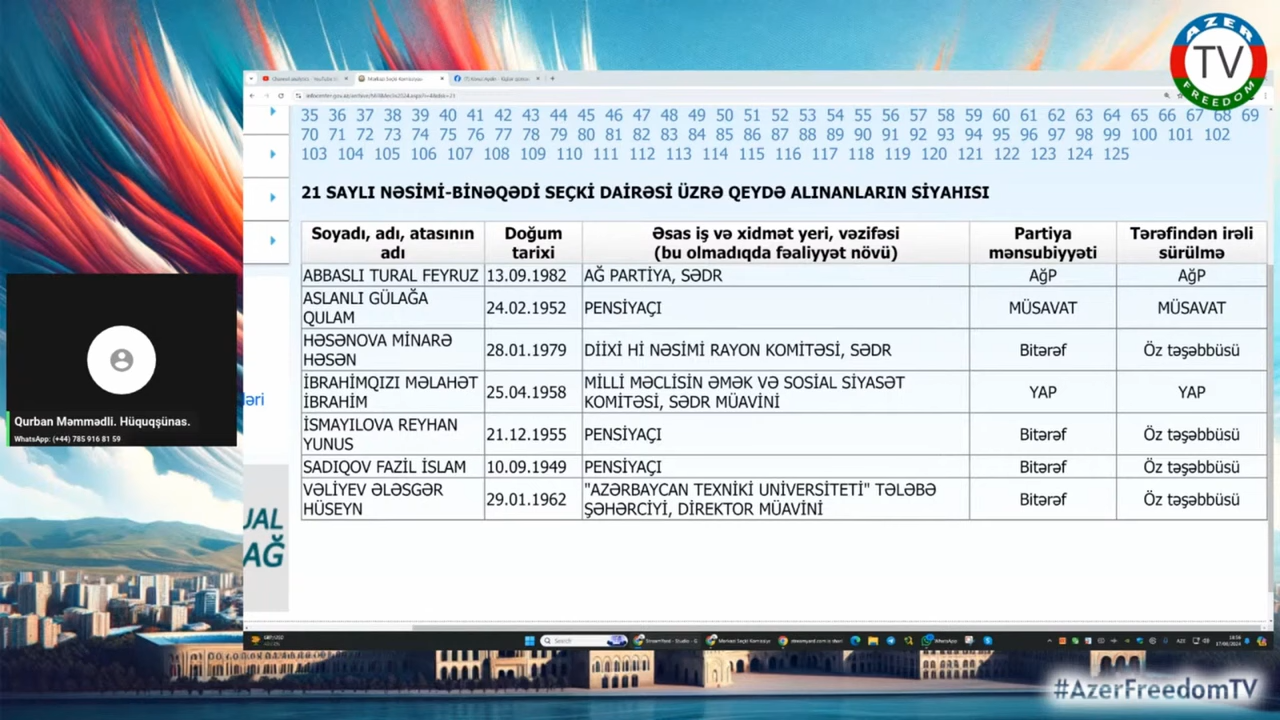 AZER
TV
FREEDOM
Channel analytics - YouTube
Mərkəzi Seçki Komissiyası
35 36 37 38 39 40 41 42 43 44 45 46 47 48 49 50 51 52 53 54 55 56 57 58 59 60 61 62 63 64 65 66 67 68 69
70 71 72 73 74 75 76 77 78 79 80 81 82 83 84 85 86 87 88 89 90 91 92 93 94 95 96 97 98 99 100 101 102
103 104 105 106 107 108 109 110 111 112 113 114 115 116 117 118 119 120 121 122 123 124 125
21 SAYLI NƏSİMİ-BİNƏQƏDİ SEÇKİ DAİRƏSİ ÜZRƏ QEYDƏ ALINANLARIN SİYAHISI
Soyadı, adı, atasının adı Doğum tarixi Əsas iş və xidmət yeri, vəzifəsi (bu olmadıqda fəaliyyət növü) Partiya mənsubiyyəti Tərəfindən irəli sürülmə
ABBASLI TURAL FEYRUZ 13.09.1982 AĞ PARTİYA, SƏDR AğP AğP
ASLANLI GÜLAĞA QULAM 24.02.1952 PENSİYAÇI MÜSAVAT MÜSAVAT
HƏSƏNOVA MİNARƏ HƏSƏN 28.01.1979 DİİXİ Hİ NƏSİMİ RAYON KOMİTƏSİ, SƏDR Bitərəf Öz təşəbbüsü
İBRAHİMQIZI MƏLAHƏT İBRAHİM 25.04.1958 MİLLİ MƏCLİSİN ƏMƏK VƏ SOSİAL SİYASƏT KOMİTƏSİ, SƏDR MÜAVİNİ YAP YAP
İSMAYILOVA REYHAN YUNUS 21.12.1955 PENSİYAÇI Bitərəf Öz təşəbbüsü
SADIQOV FAZİL İSLAM 10.09.1949 PENSİYAÇI Bitərəf Öz təşəbbüsü
VƏLİYEV ƏLƏSGƏR HÜSEYN 29.01.1962 "AZƏRBAYCAN TEXNİKİ UNİVERSİTETİ" TƏLƏBƏ ŞƏHƏRCİYİ, DİREKTOR MÜAVİNİ Bitərəf Öz təşəbbüsü
əri
UAL
AĞ
Qurban Məmmədli. Hüquqşünas.
WhatsApp: (+44) 785 916 81 59
Search
WhatsApp
#AzerFreedomTV